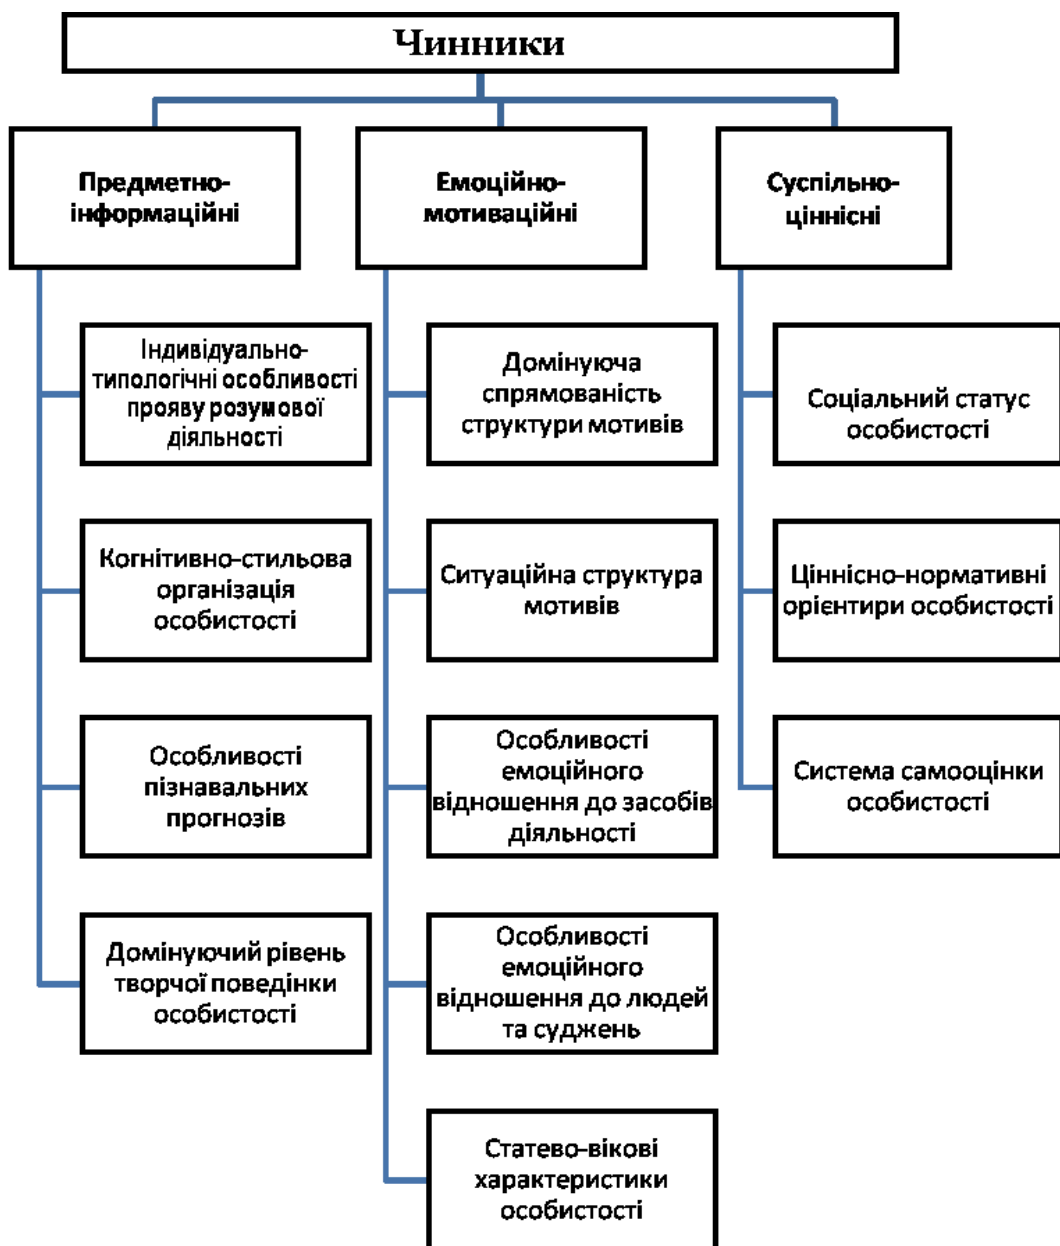 Чинники
Предметно-
інформаційні
Емоційно-
мотиваційні
Суспільно-
ціннісні
Індивідуально-
типологічні особливості
прояву розумової
діяльності
Когнітивно-стильова
організація
особистості
Особливості
пізнавальних
прогнозів
Домінуючий рівень
творчої поведінки
особистості
Домінуюча
спрямованість
структури мотивів
Ситуаційна структура
мотивів
Особливості
емоційного
відношення до засобів
діяльності
Особливості
емоційного
відношення до людей
та суджень
Статево-вікові
характеристики
особистості
Соціальний статус
особистості
Ціннісно-нормативні
орієнтири особистості
Система самооцінки
особистості